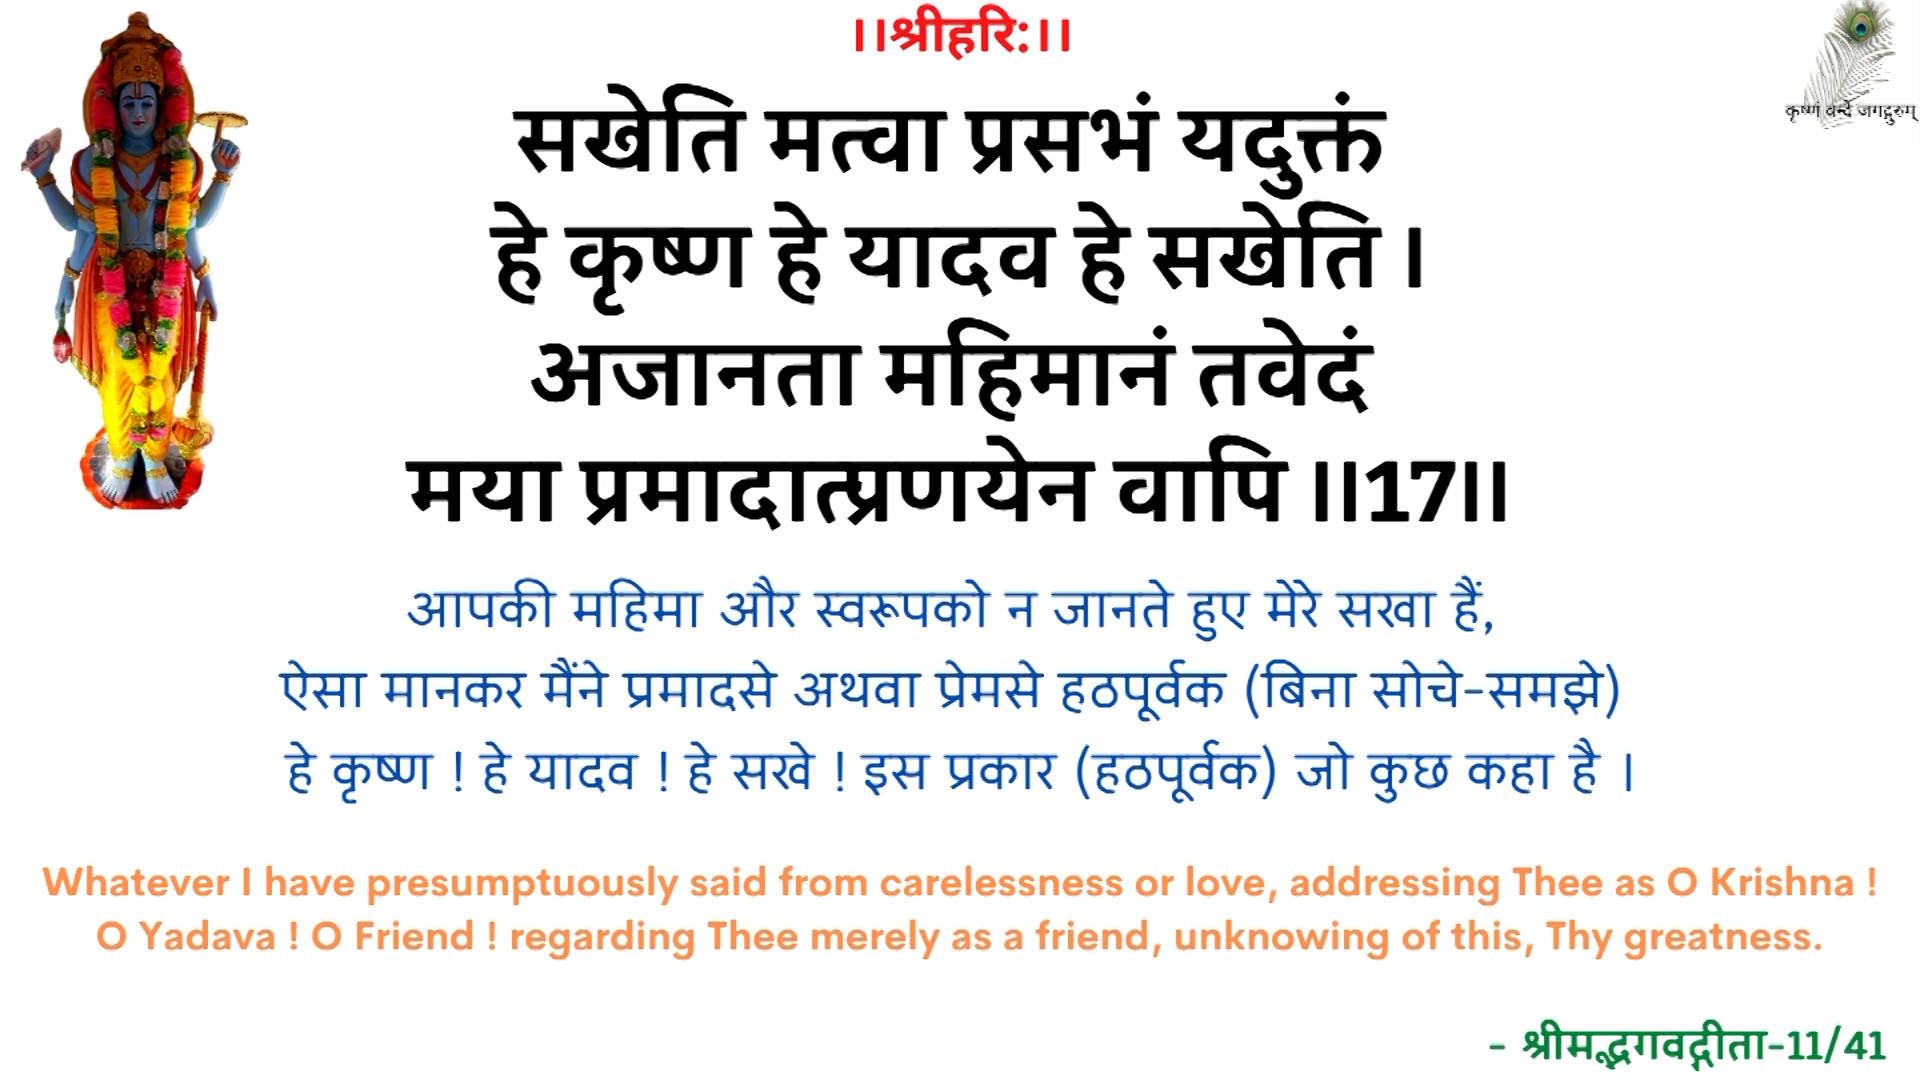 ।।श्रीहरि:।।
कृष्णं वन्दे जगद्गुरुम्
सखेति मत्वा प्रसभं यदुक्तं
हे कृष्ण हे यादव हे सखेति ।
अजानता महिमानं तवेदं
मया प्रमादात्प्रणयेन वापि ।।17।।
आपकी महिमा और स्वरूपको न जानते हुए मेरे सखा हैं,
ऐसा मानकर मैंने प्रमादसे अथवा प्रेमसे हठपूर्वक (बिना सोचे-समझे)
हे कृष्ण ! हे यादव ! हे सखे ! इस प्रकार (हठपूर्वक) जो कुछ कहा है ।
Whatever I have presumptuously said from carelessness or love, addressing Thee as O Krishna !
O Yadava ! O Friend ! regarding Thee merely as a friend, unknowing of this, Thy greatness.
- श्रीमद्भगवद्गीता-11/41